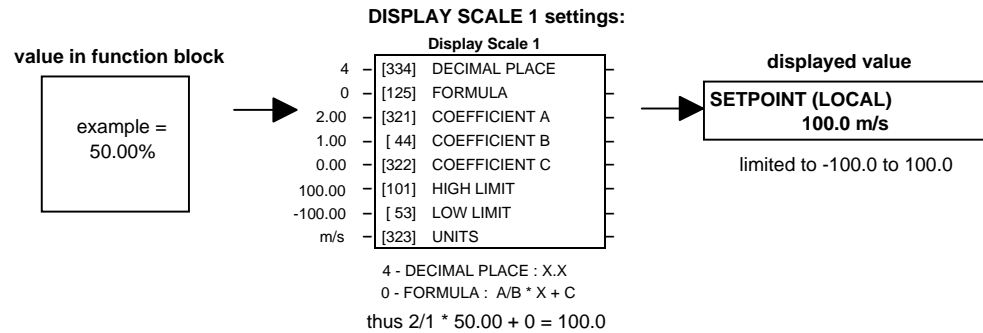 DISPLAY SCALE 1 settings:
value in function block
example =
50.00%
Display Scale 1
4 [334] DECIMAL PLACE
0 [125] FORMULA
2.00 [321] COEFFICIENT A
1.00 [ 44] COEFFICIENT B
0.00 [322] COEFFICIENT C
100.00 [101] HIGH LIMIT
-100.00 [ 53] LOW LIMIT
m/s [323] UNITS
4 - DECIMAL PLACE : X.X
0 - FORMULA : A/B * X + C
thus 2/1 * 50.00 + 0 = 100.0
displayed value
SETPOINT (LOCAL)
100.0 m/s
limited to -100.0 to 100.0